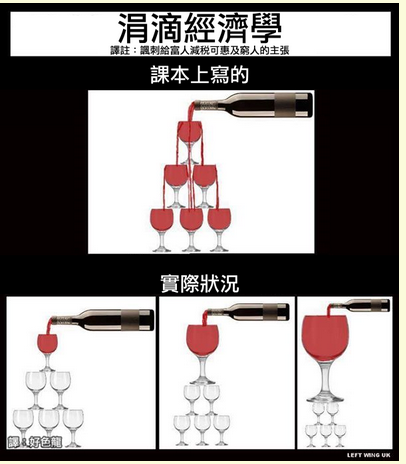 涓滴經濟學
譯註：諷刺給富人減稅可惠及窮人的主張
課本上寫的
實際狀況
譯：好色龍
LEFT WING UK